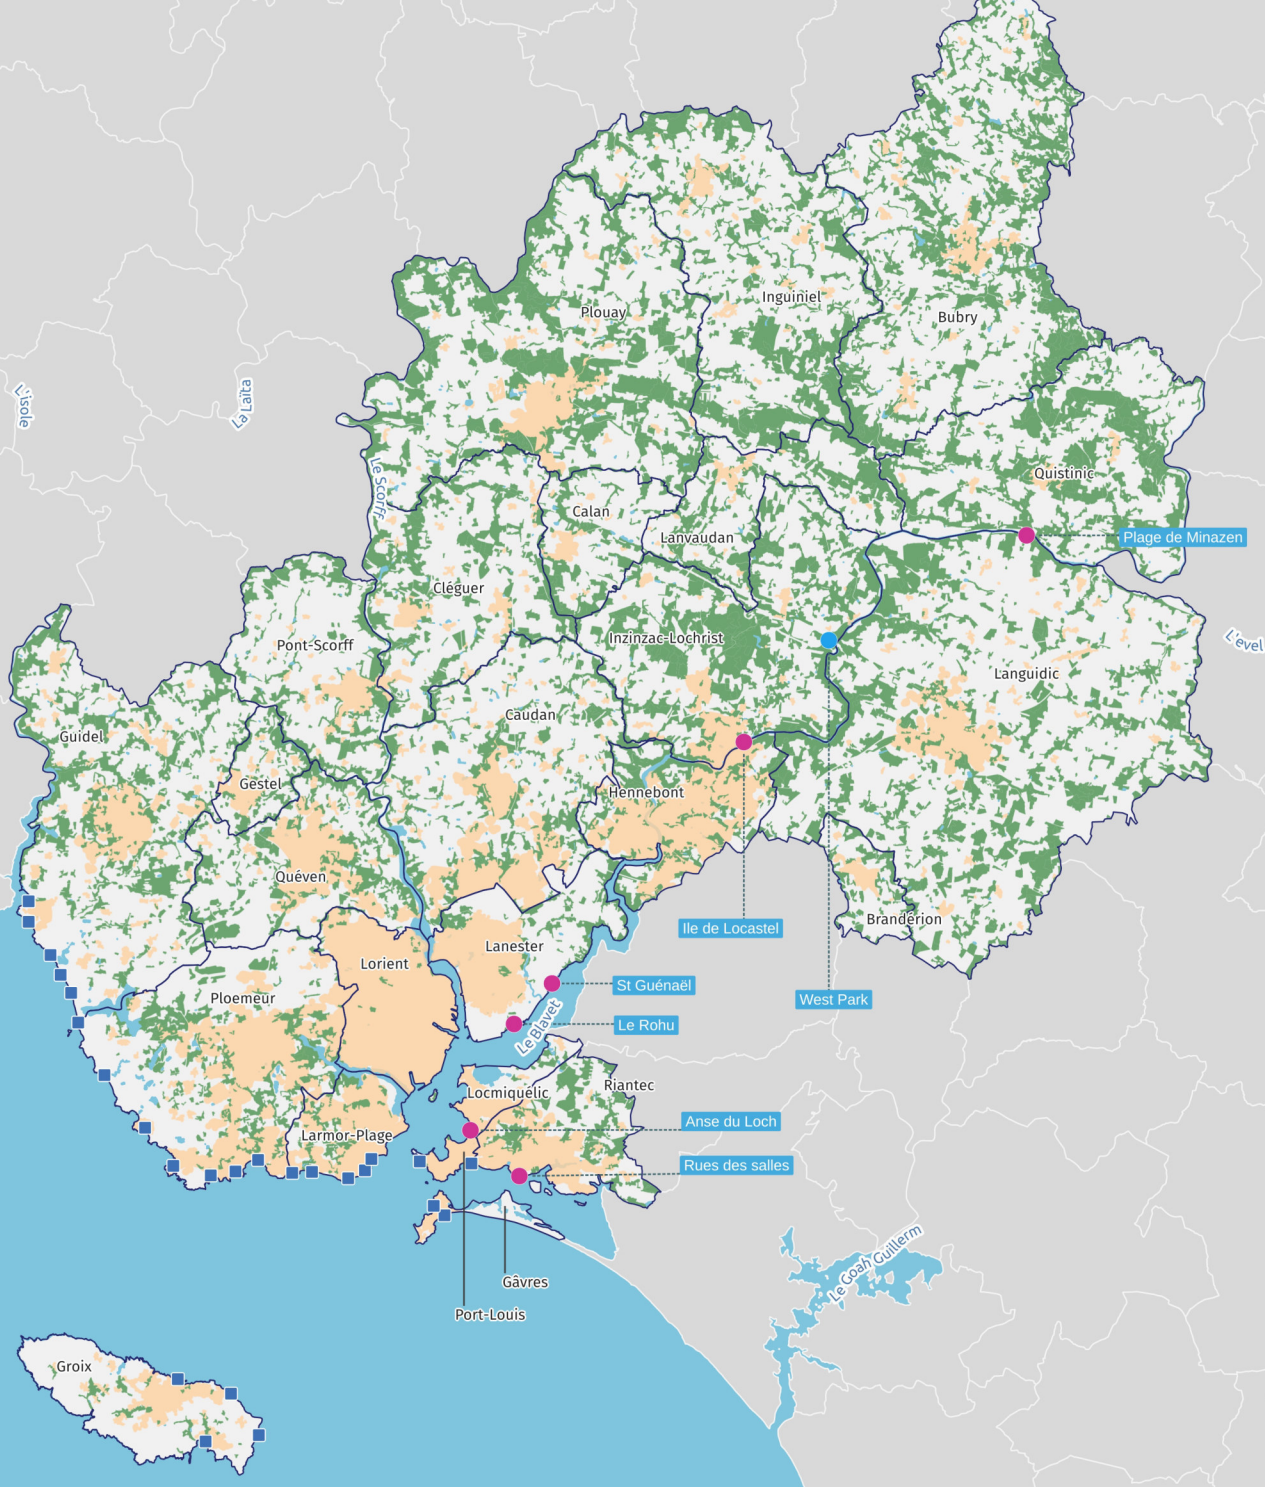 Inguiniel
Plouay
Bubry
L'isole
La Laïta
Le Scorff
Quistinic
Calan
Lanvaudan
Plage de Minazen
Cléguer
Inzinzac-Lochrist
L'evel
Pont-Scorff
Languidic
Caudan
Guidel
Gestel
Hennebont
Quéven
Brandérion
Ile de Locastel
Lanester
Lorient
St Guénaël
Ploemeur
West Park
Le Blavet
Le Rohu
Riantec
Locmiquélic
Anse du Loch
Larmor-Plage
Rues des salles
Le Goah Guillerm
Gâvres
Port-Louis
Groix